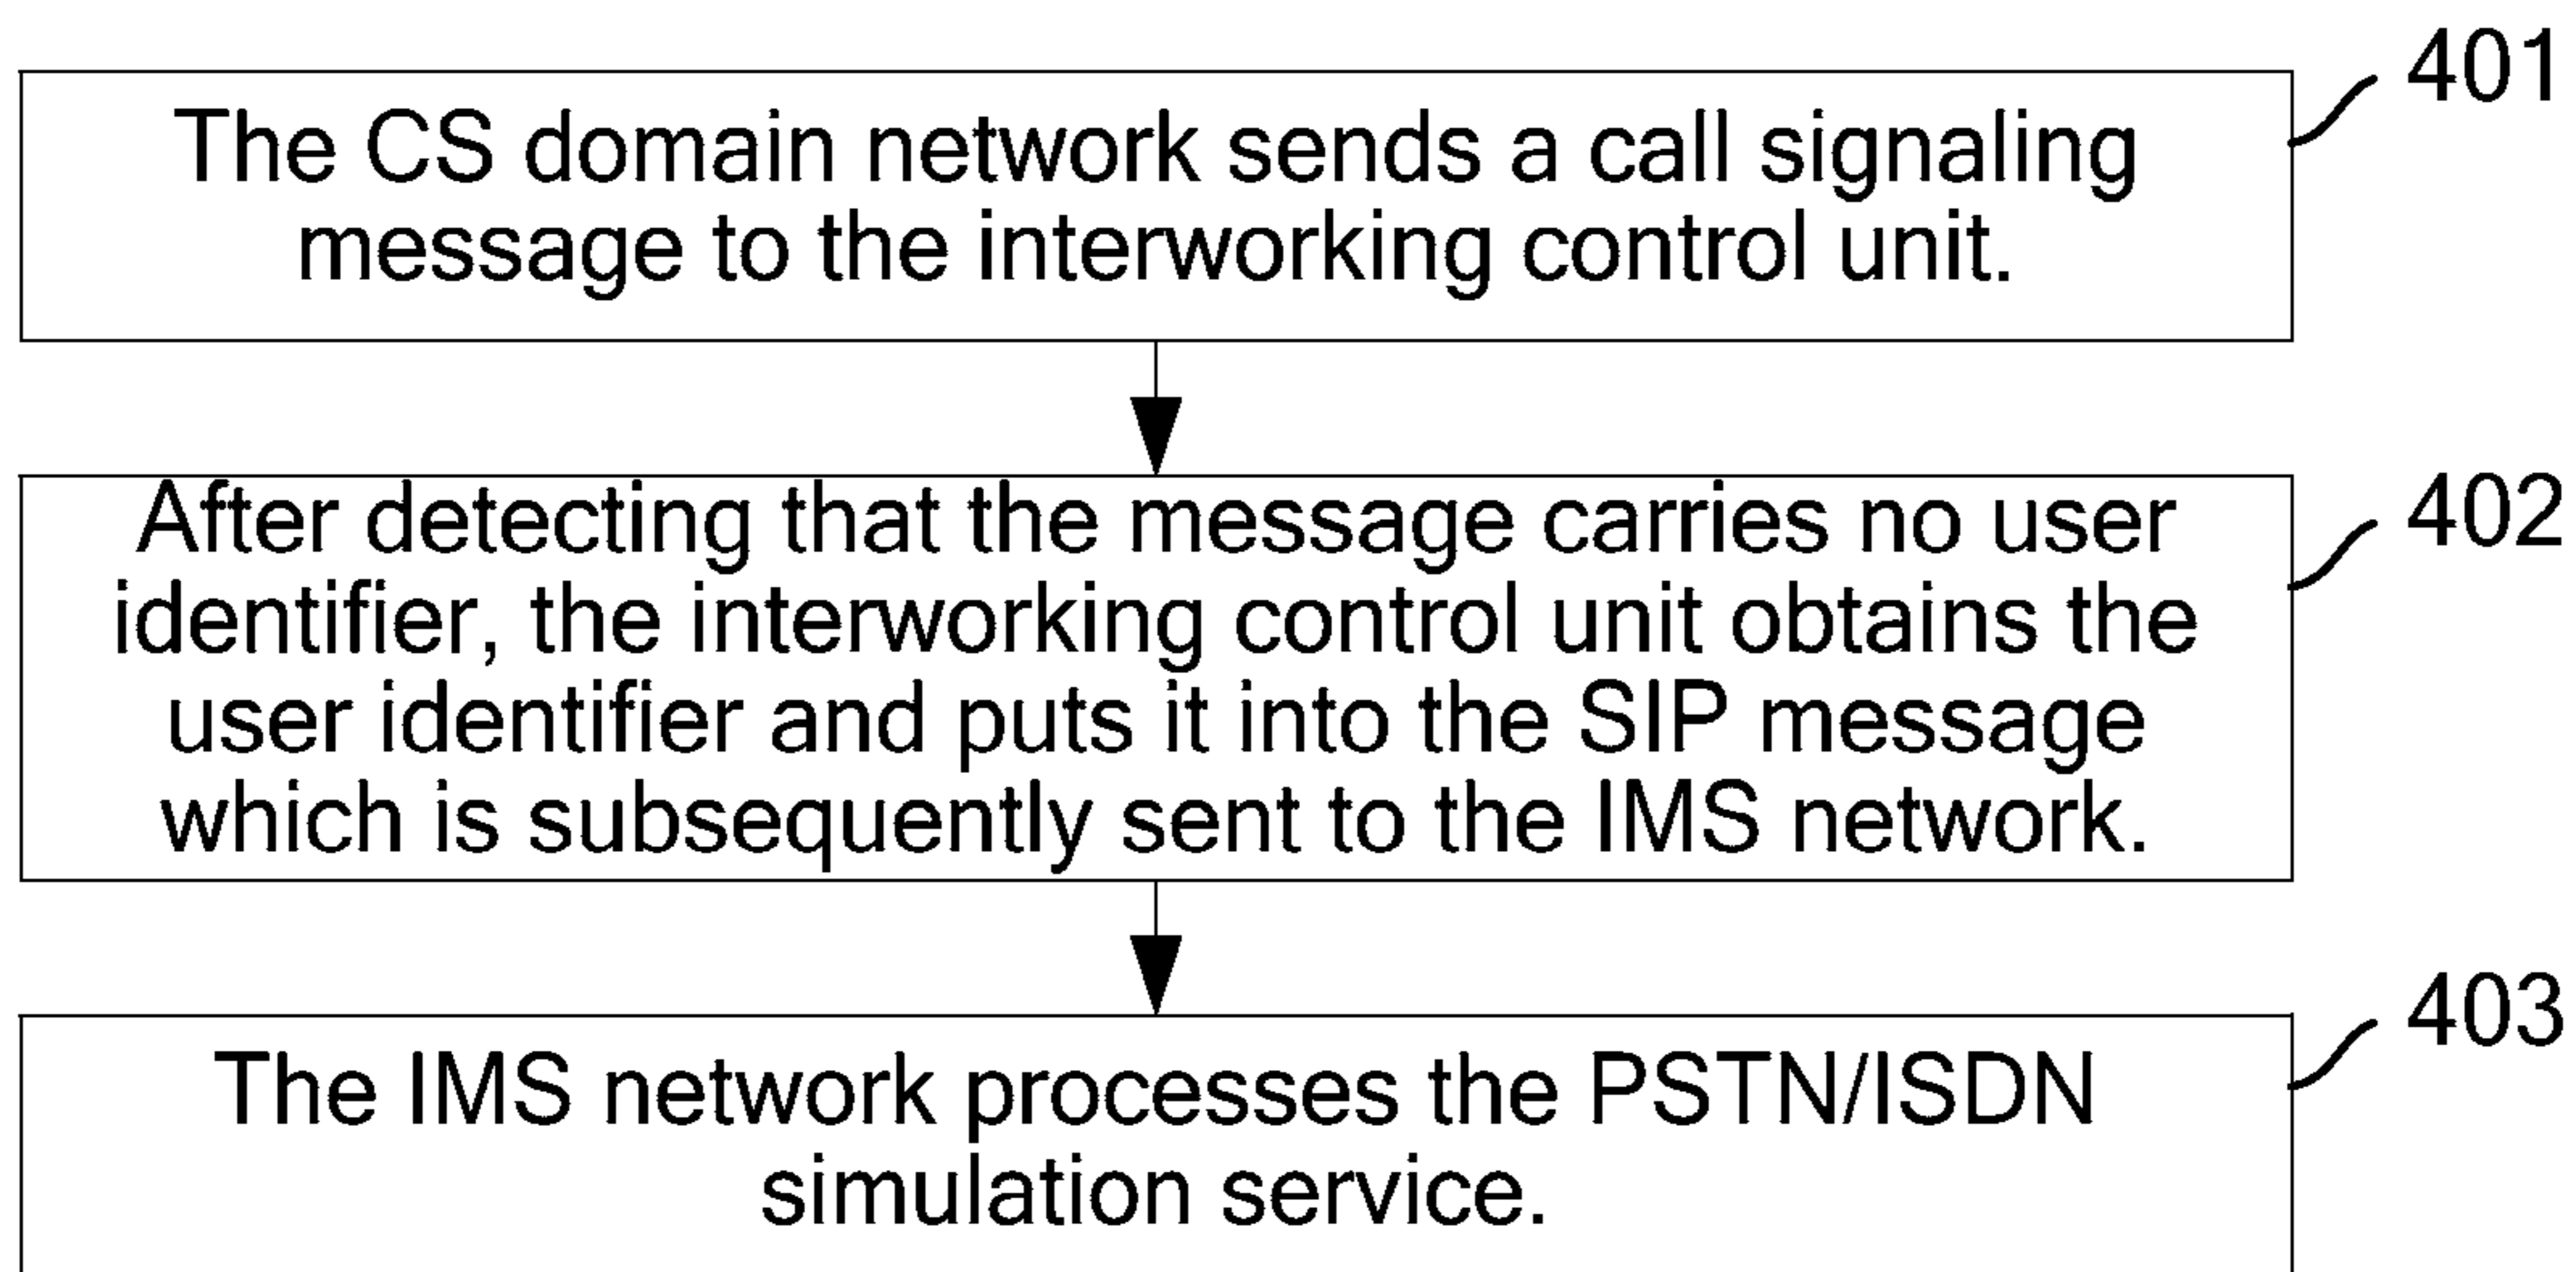 401
The CS domain network sends a call signaling
message to the interworking control unit.
402
After detecting that the message carries no user
identifier, the interworking control unit obtains the
user identifier and puts it into the SIP message
which is subsequently sent to the IMS network.
403
The IMS network processes the PSTN/ISDN
simulation service.